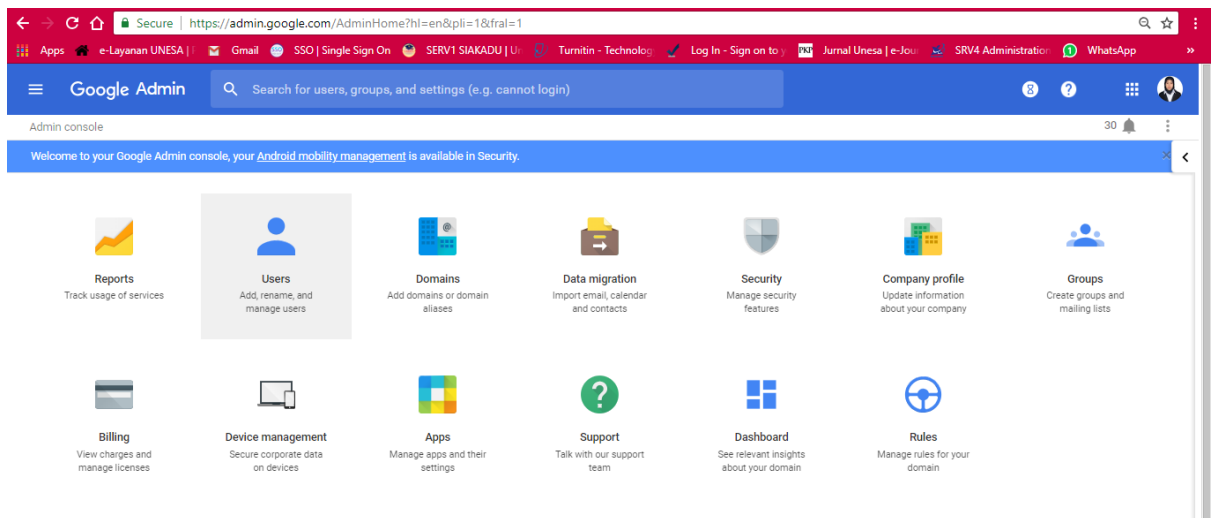 Secure | https://admin.google.com/AdminHome?hl=en&pli=1&fral=1
Apps e-Layanan UNESA | Gmail SSO | Single Sign On SERV1 SIAKADU | Un Turnitin - Technolog Log In - Sign on to y PKP Jurnal Unesa | e-Jou SRV4 Administration WhatsApp »
Google Admin Search for users, groups, and settings (e.g. cannot login) ?
Admin console 30
Welcome to your Google Admin console, your Android mobility management is available in Security.
@
Reports Users Domains Data migration Security Company profile Groups
Track usage of services Add, rename, and Add domains or domain Import email, calendar Manage security Update information Create groups and
manage users aliases and contacts features about your company mailing lists
?
Billing Device management Apps Support Dashboard Rules
View charges and Secure corporate data Manage apps and their Talk with our support See relevant insights Manage rules for your
manage licenses on devices settings team about your domain domain